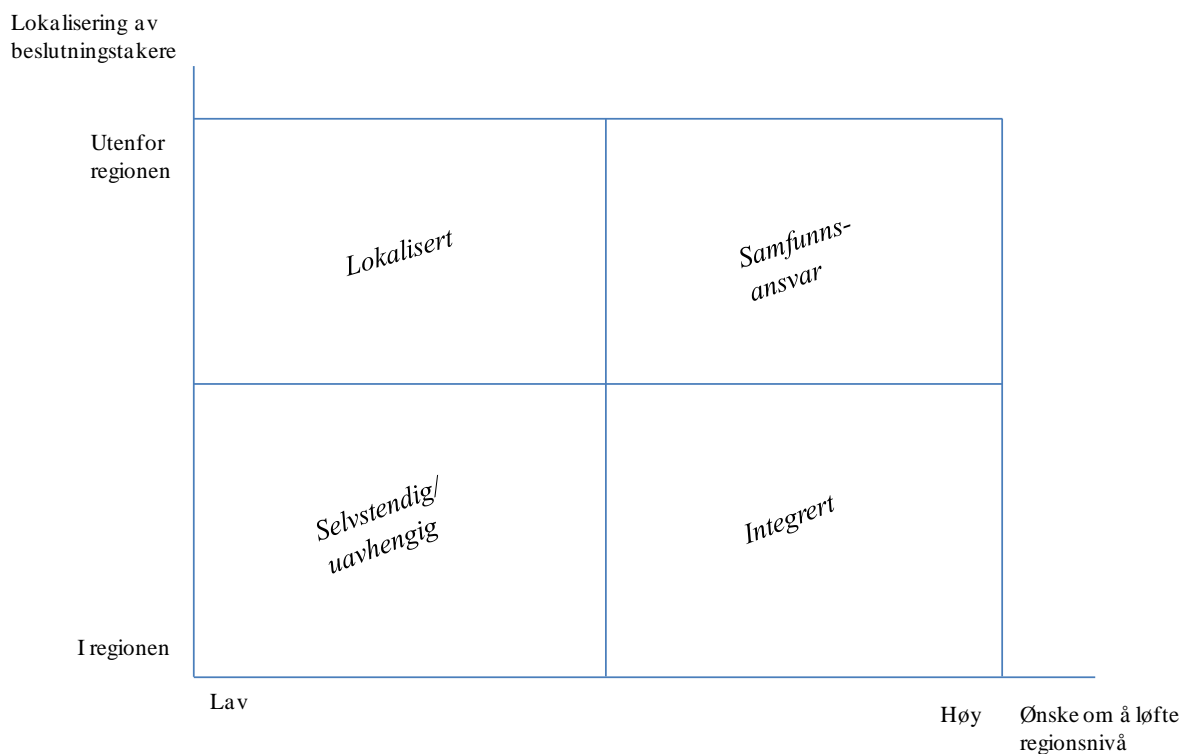 Lokalisering av
beslutningstakere
Utenfor
regionen
Lokalisert
Samfunns-
ansvar
Selvstendig/
uavhengig
Integrert
I regionen
Lav
Høy
Ønske om å løfte
regionsnivå